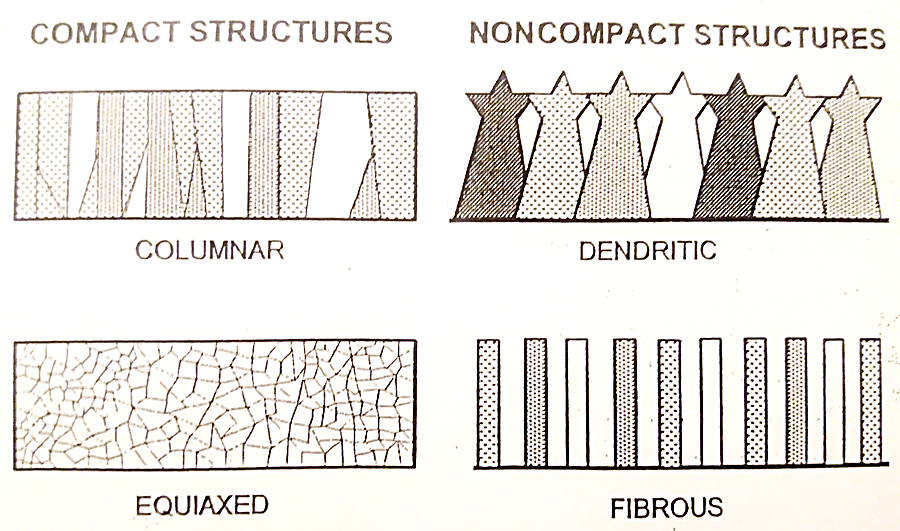 COMPACT STRUCTURES
NONCOMPACT STRUCTURES
COLUMNAR
DENDRITIC
EQUIAXED
FIBROUS